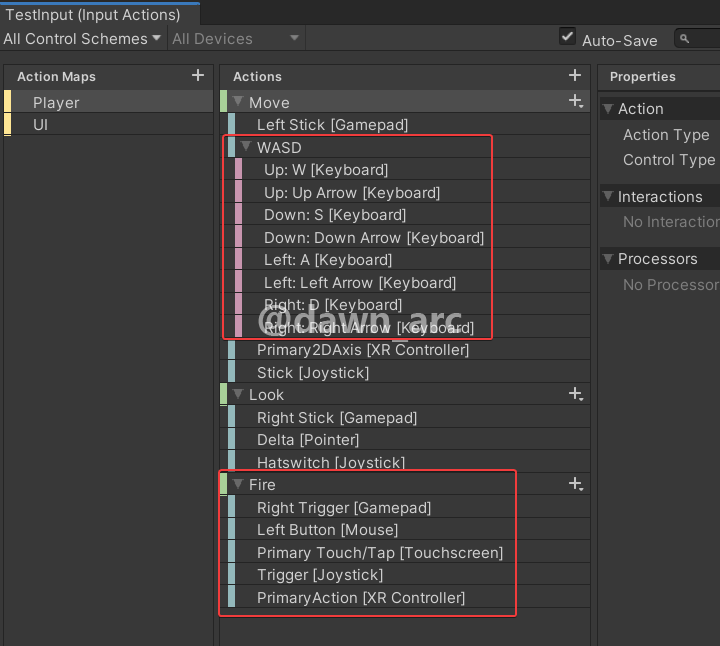 TestInput (Input Actions)
All Control Schemes All Devices Auto-Save
Action Maps + Actions + Properties
Player
UI
Move
Left Stick [Gamepad]
WASD
Up: W [Keyboard]
Up: Up Arrow [Keyboard]
Down: S [Keyboard]
Down: Down Arrow [Keyboard]
Left: A [Keyboard]
Left: Left Arrow [Keyboard]
Right: D [Keyboard]
Right: Right Arrow [Keyboard]
@dawn_arc
Primary2DAxis [XR Controller]
Stick [Joystick]
Look
Right Stick [Gamepad]
Delta [Pointer]
Hatswitch [Joystick]
Fire
Right Trigger [Gamepad]
Left Button [Mouse]
Primary Touch/Tap [Touchscreen]
Trigger [Joystick]
PrimaryAction [XR Controller]
Action
Action Type
Control Type
Interactions
No Interaction
Processors
No Processor